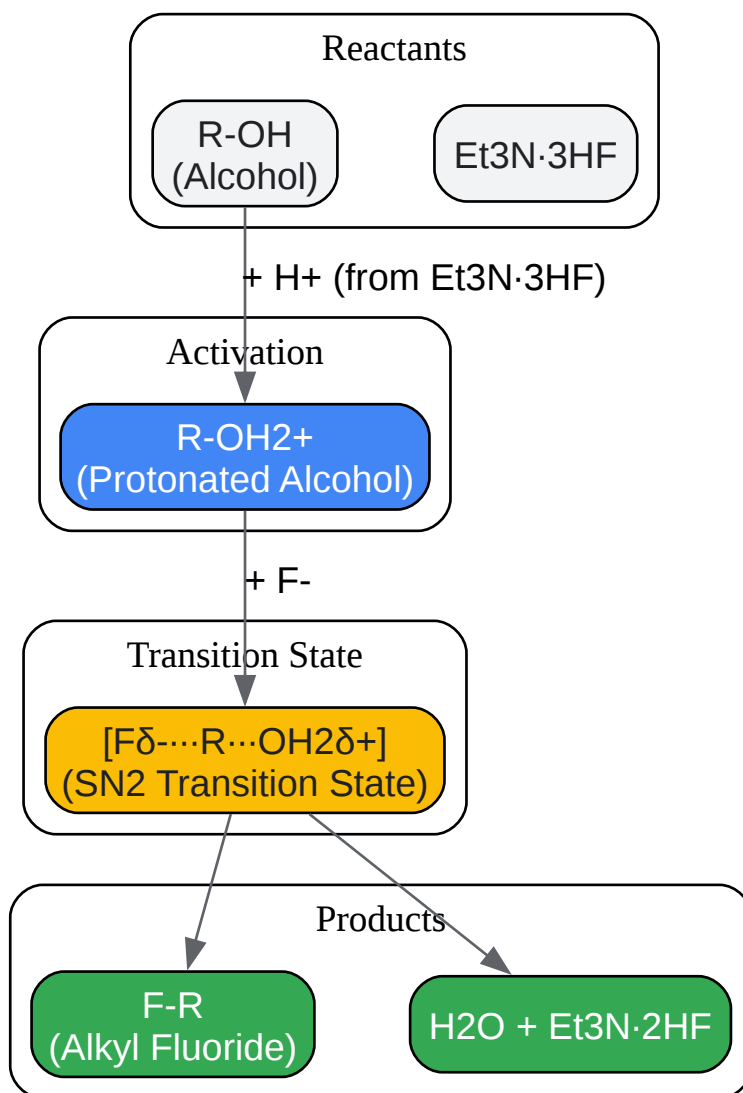 Reactants
R-OH
(Alcohol)
Et3N·3HF
+ H+ (from Et3N·3HF)
Activation
R-OH2+
(Protonated Alcohol)
+ F-
Transition State
[Fδ-···R···OH2δ+]
(SN2 Transition State)
Products
F-R
(Alkyl Fluoride)
H2O + Et3N·2HF